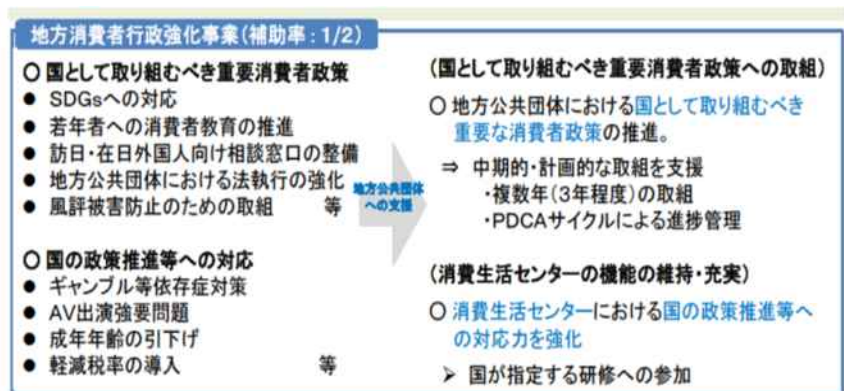 地方消費者行政強化事業(補助率:1/2)
○ 国として取り組むべき重要消費者政策
● SDGsへの対応
● 若年者への消費者教育の推進
● 訪日・在日外国人向け相談窓口の整備
● 地方公共団体における法執行の強化
● 風評被害防止のための取組 等
○ 国の政策推進等への対応
● ギャンブル等依存症対策
● AV出演強要問題
● 成年年齢の引下げ
● 軽減税率の導入 等
地方公共団体
への支援
(国として取り組むべき重要消費者政策への取組)
○ 地方公共団体における国として取り組むべき
重要な消費者政策の推進。
⇒ 中期的・計画的な取組を支援
・複数年(3年程度)の取組
・PDCAサイクルによる進捗管理
(消費生活センターの機能の維持・充実)
○ 消費生活センターにおける国の政策推進等へ
の対応力を強化
➢ 国が指定する研修への参加